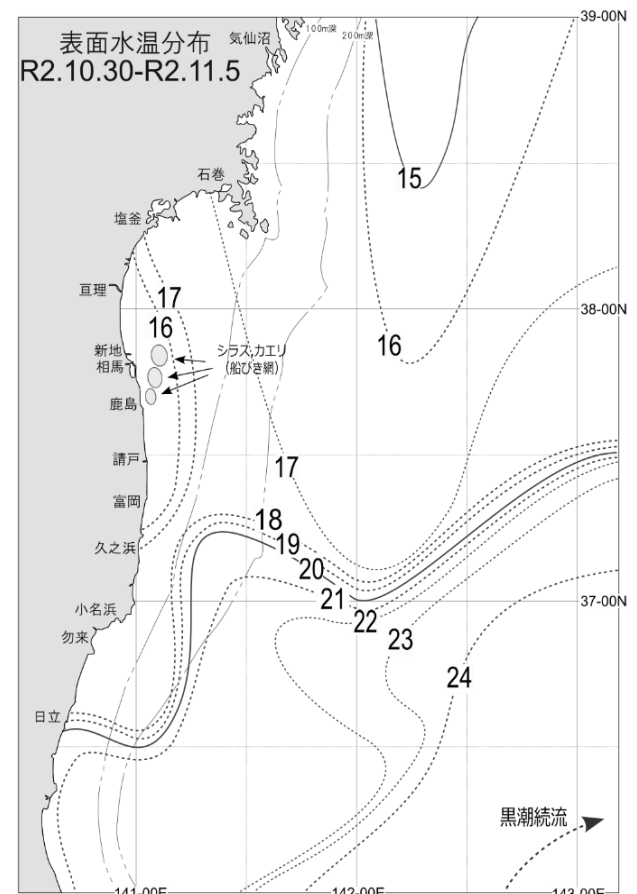 表面水温分布
R2.10.30-R2.11.5
気仙沼
100m深
200m深
39-00N
石巻
15
塩釜
亘理
17
38-00N
16
16
新地
相馬
シラス,カエリ
(船びき網)
鹿島
請戸
17
富岡
18
久之浜
19
20
小名浜
21
37-00N
22
勿来
23
24
日立
黒潮続流
141-00E
142-00E
143-00E